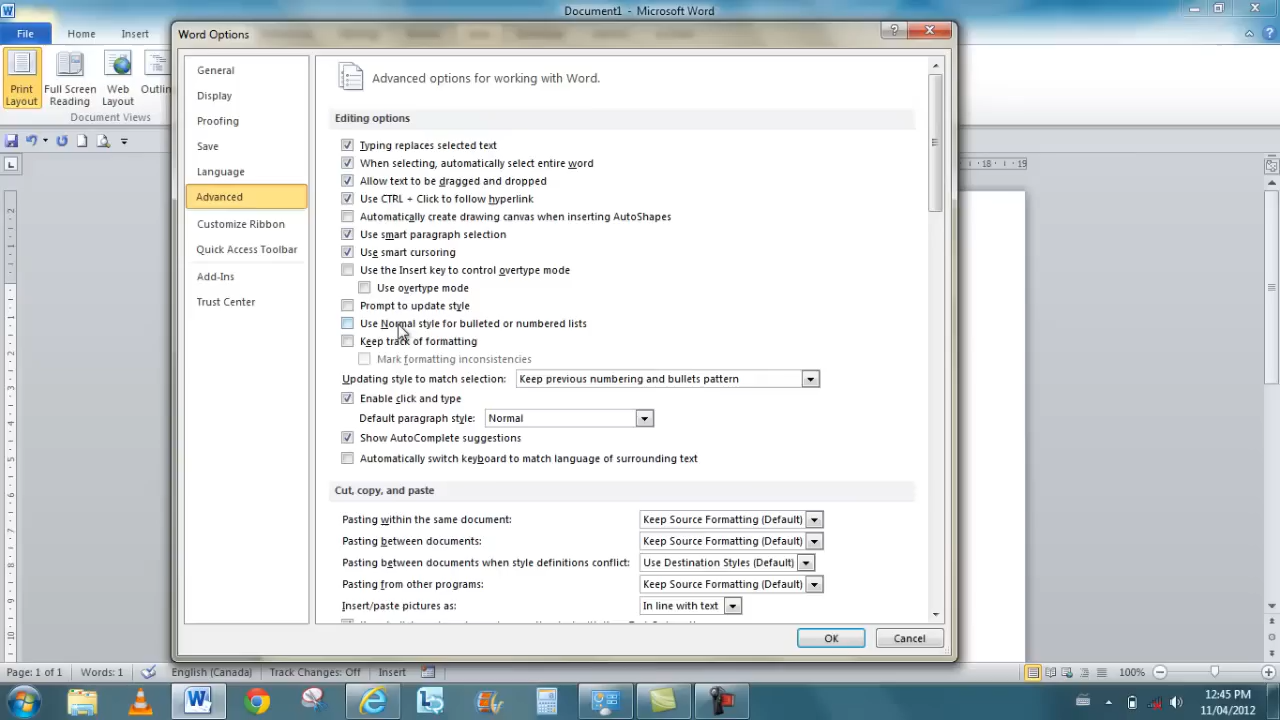 Document1 - Microsoft Word
File
Home
Insert
Print
Layout
Full Screen
Reading
Web
Layout
Outlin
Document Views
Word Options
General
Display
Proofing
Save
Language
Advanced
Customize Ribbon
Quick Access Toolbar
Add-Ins
Trust Center
Advanced options for working with Word.
Editing options
Typing replaces selected text
When selecting, automatically select entire word
Allow text to be dragged and dropped
Use CTRL + Click to follow hyperlink
Automatically create drawing canvas when inserting AutoShapes
Use smart paragraph selection
Use smart cursoring
Use the Insert key to control overtype mode
Use overtype mode
Prompt to update style
Use Normal style for bulleted or numbered lists
Keep track of formatting
Mark formatting inconsistencies
Updating style to match selection: Keep previous numbering and bullets pattern
Enable click and type
Default paragraph style: Normal
Show AutoComplete suggestions
Automatically switch keyboard to match language of surrounding text
Cut, copy, and paste
Pasting within the same document: Keep Source Formatting (Default)
Pasting between documents: Keep Source Formatting (Default)
Pasting between documents when style definitions conflict: Use Destination Styles (Default)
Pasting from other programs: Keep Source Formatting (Default)
Insert/paste pictures as: In line with text
OK Cancel
Page: 1 of 1 Words: 1 English (Canada) Track Changes: Off Insert 100%
12:45 PM
11/04/2012